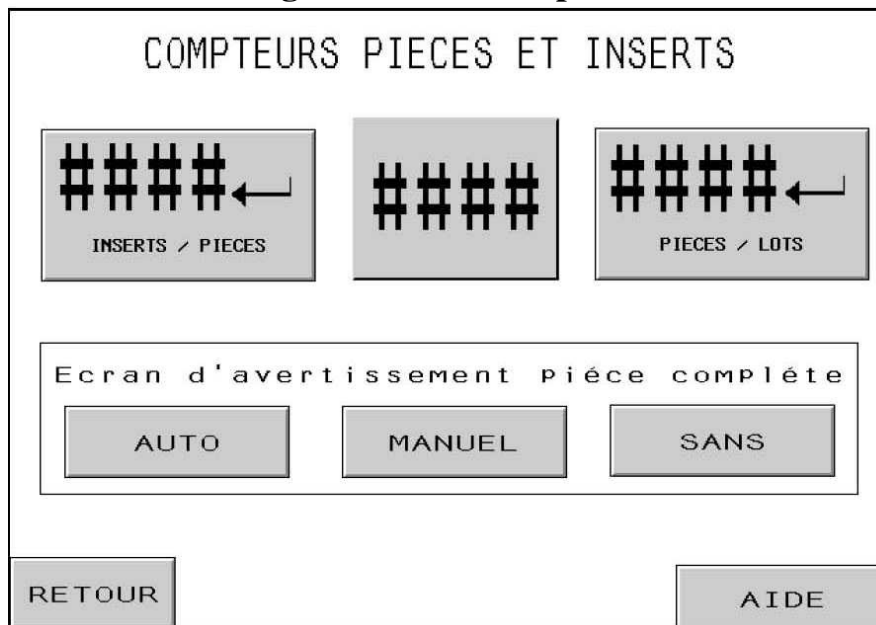 COMPTEURS PIECES ET INSERTS
####
INSERTS / PIECES
####
####
PIECES / LOTS
Ecran d'avertissement piéce compléte
AUTO MANUEL SANS
RETOUR
AIDE